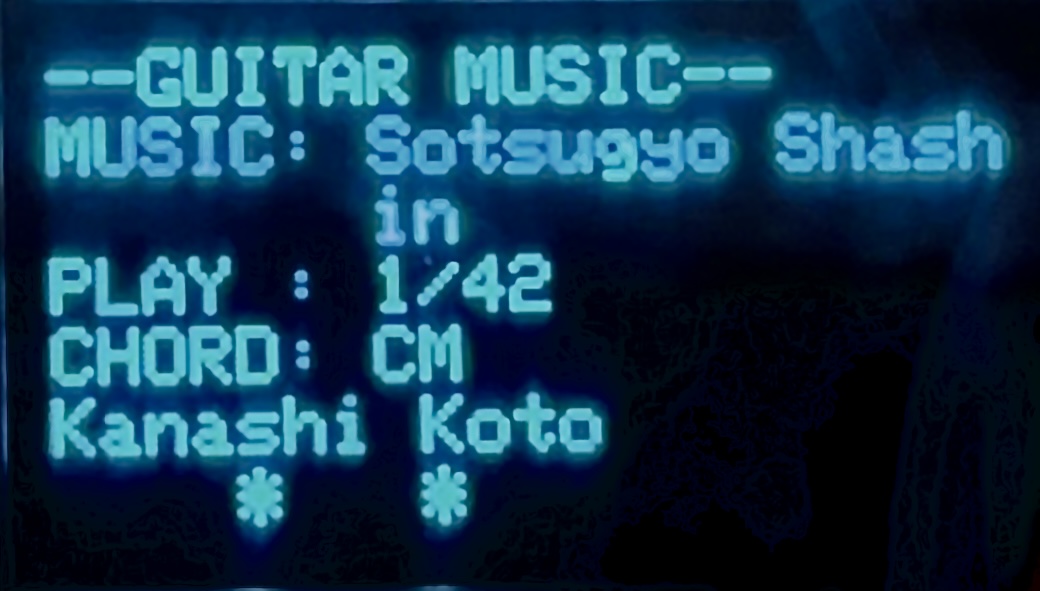 --GUITAR MUSIC--
MUSIC: Sotsugyo Shash
in
PLAY : 1/42
CHORD: CM
Kanashi Koto
* *